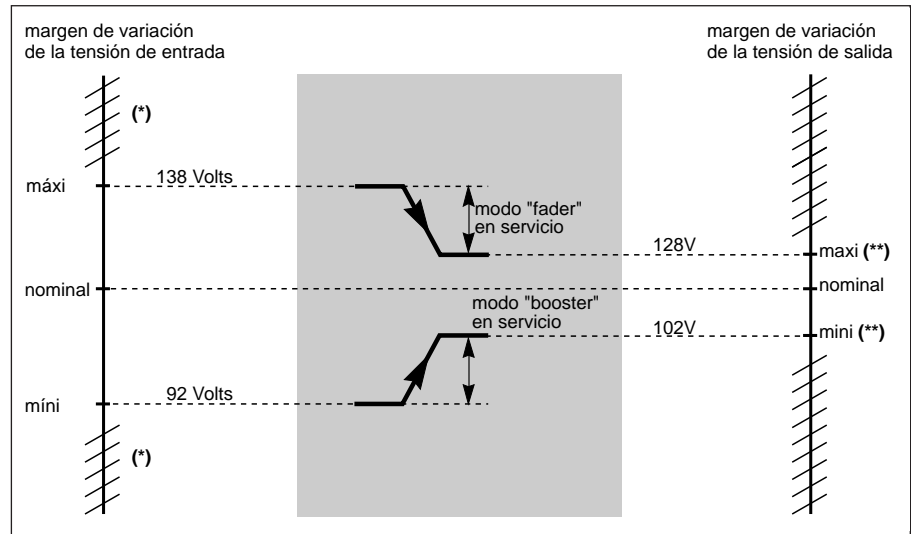 margen de variación
de la tensión de entrada
margen de variación
de la tensión de salida
(*)
máxi
138 Volts
modo "fader"
en servicio
128V
maxi (**)
nominal
nominal
modo "booster"
en servicio
102V
mini (**)
míni
92 Volts
(*)